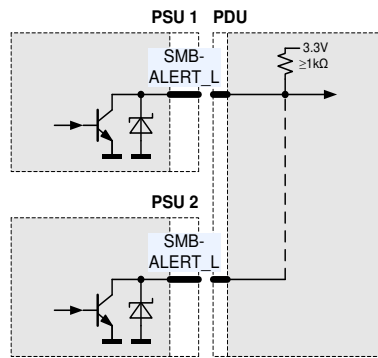 PSU 1 PDU
SMB-
ALERT_L
3.3V
≥1kΩ
PSU 2
SMB-
ALERT_L